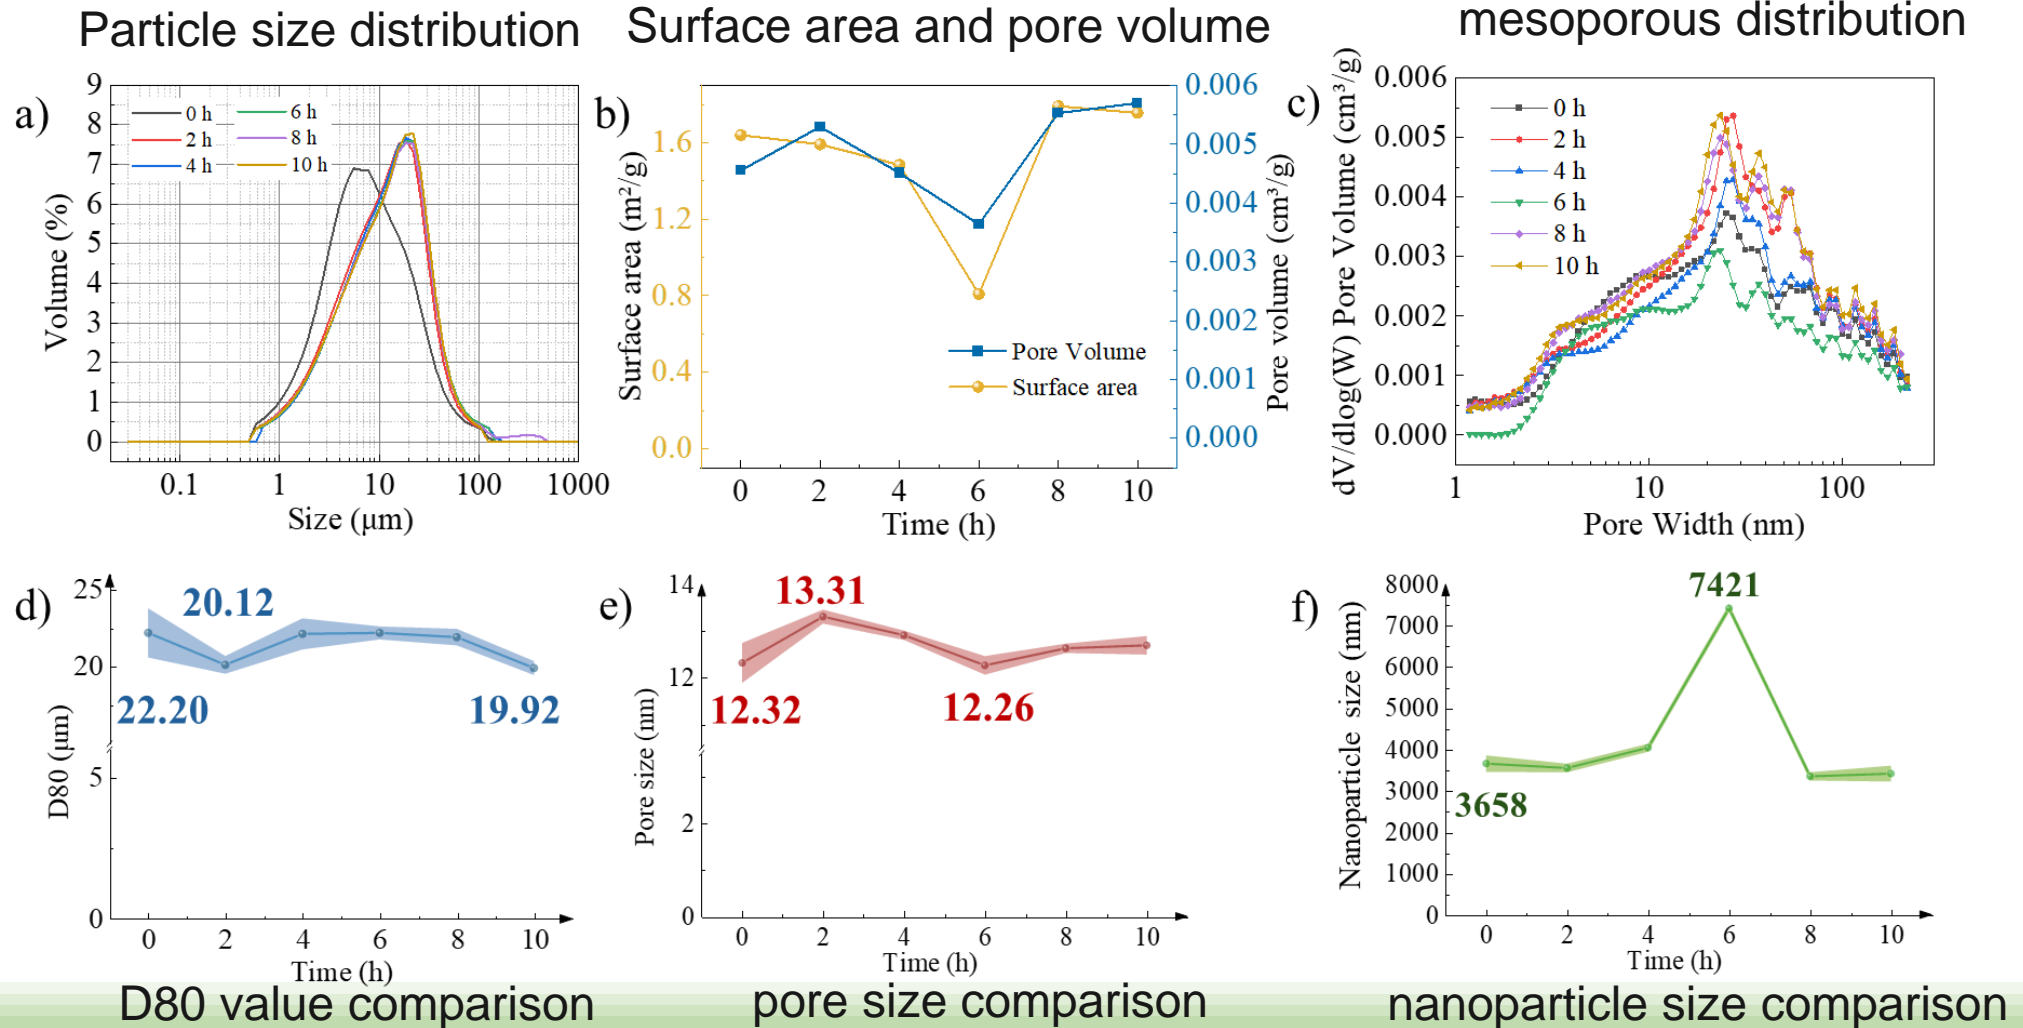 Particle size distribution
Surface area and pore volume
mesoporous distribution
a)
9
8
7
6
5
4
3
2
1
0
Volume (%)
0 h
2 h
4 h
6 h
8 h
10 h
0.1
1
10
100
1000
Size (μm)
b)
1.6
1.2
0.8
0.4
0.0
Surface area (m²/g)
Pore Volume
Surface area
0.006
0.005
0.004
0.003
0.002
0.001
0.000
Pore volume (cm³/g)
0
2
4
6
8
10
Time (h)
c)
0.006
0.005
0.004
0.003
0.002
0.001
0.000
dV/dlog(W) Pore Volume (cm³/g)
0 h
2 h
4 h
6 h
8 h
10 h
1
10
100
Pore Width (nm)
d)
25
20
5
0
D80 (μm)
20.12
22.20
19.92
0
2
4
6
8
10
Time (h)
e)
14
12
2
0
Pore size (nm)
13.31
12.32
12.26
0
2
4
6
8
10
Time (h)
f)
8000
7000
6000
5000
4000
3000
2000
1000
0
Nanoparticle size (nm)
7421
3658
0
2
4
6
8
10
Time (h)
D80 value comparison
pore size comparison
nanoparticle size comparison